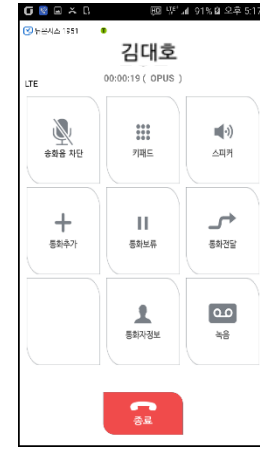 91% 오후 5:17
1951
김대호
LTE
00:00:19 ( OPUS )
송화음 차단
키패드
스피커
통화추가
통화보류
통화전달
통화자정보
녹음
종료